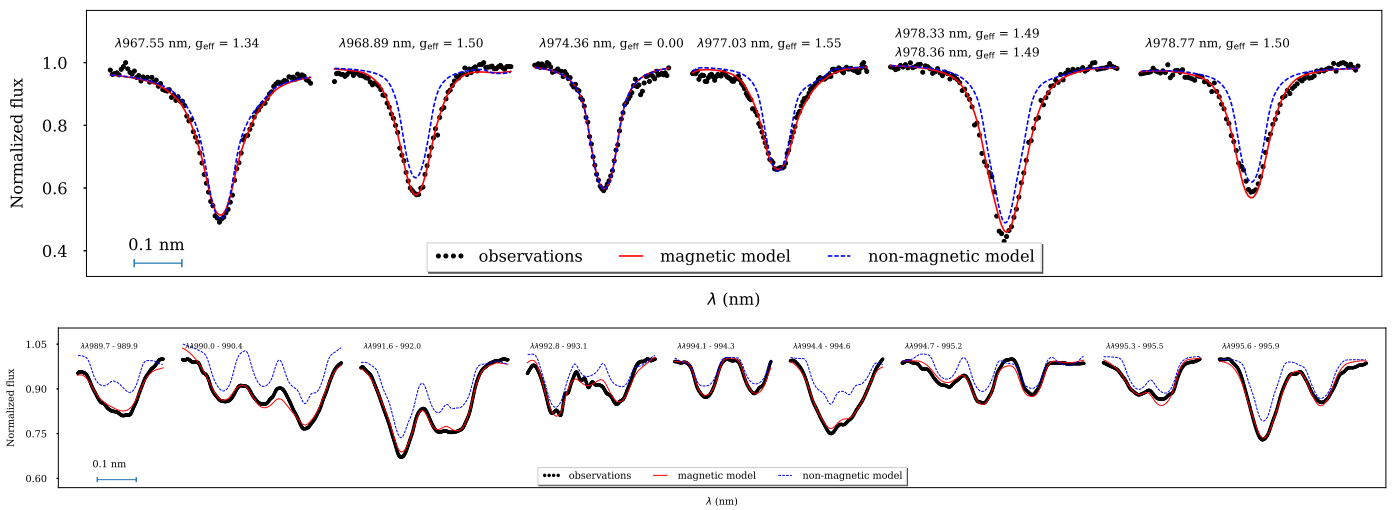 λ967.55 nm, g_eff = 1.34
λ968.89 nm, g_eff = 1.50
λ974.36 nm, g_eff = 0.00
λ977.03 nm, g_eff = 1.55
λ978.33 nm, g_eff = 1.49
λ978.36 nm, g_eff = 1.49
λ978.77 nm, g_eff = 1.50
1.0
0.8
0.6
0.4
Normalized flux
0.1 nm
observations
magnetic model
non-magnetic model
λ (nm)
λλ989.7 - 989.9
λλ990.0 - 990.4
λλ991.6 - 992.0
λλ992.8 - 993.1
λλ994.1 - 994.3
λλ994.4 - 994.6
λλ994.7 - 995.2
λλ995.3 - 995.5
λλ995.6 - 995.9
1.05
0.90
0.75
0.60
Normalized flux
0.1 nm
observations
magnetic model
non-magnetic model
λ (nm)